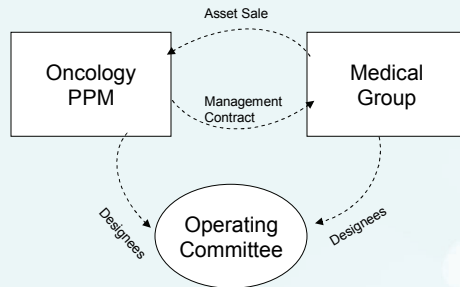 Asset Sale
Oncology
PPM
Medical
Group
Management
Contract
Designees
Designees
Operating
Committee